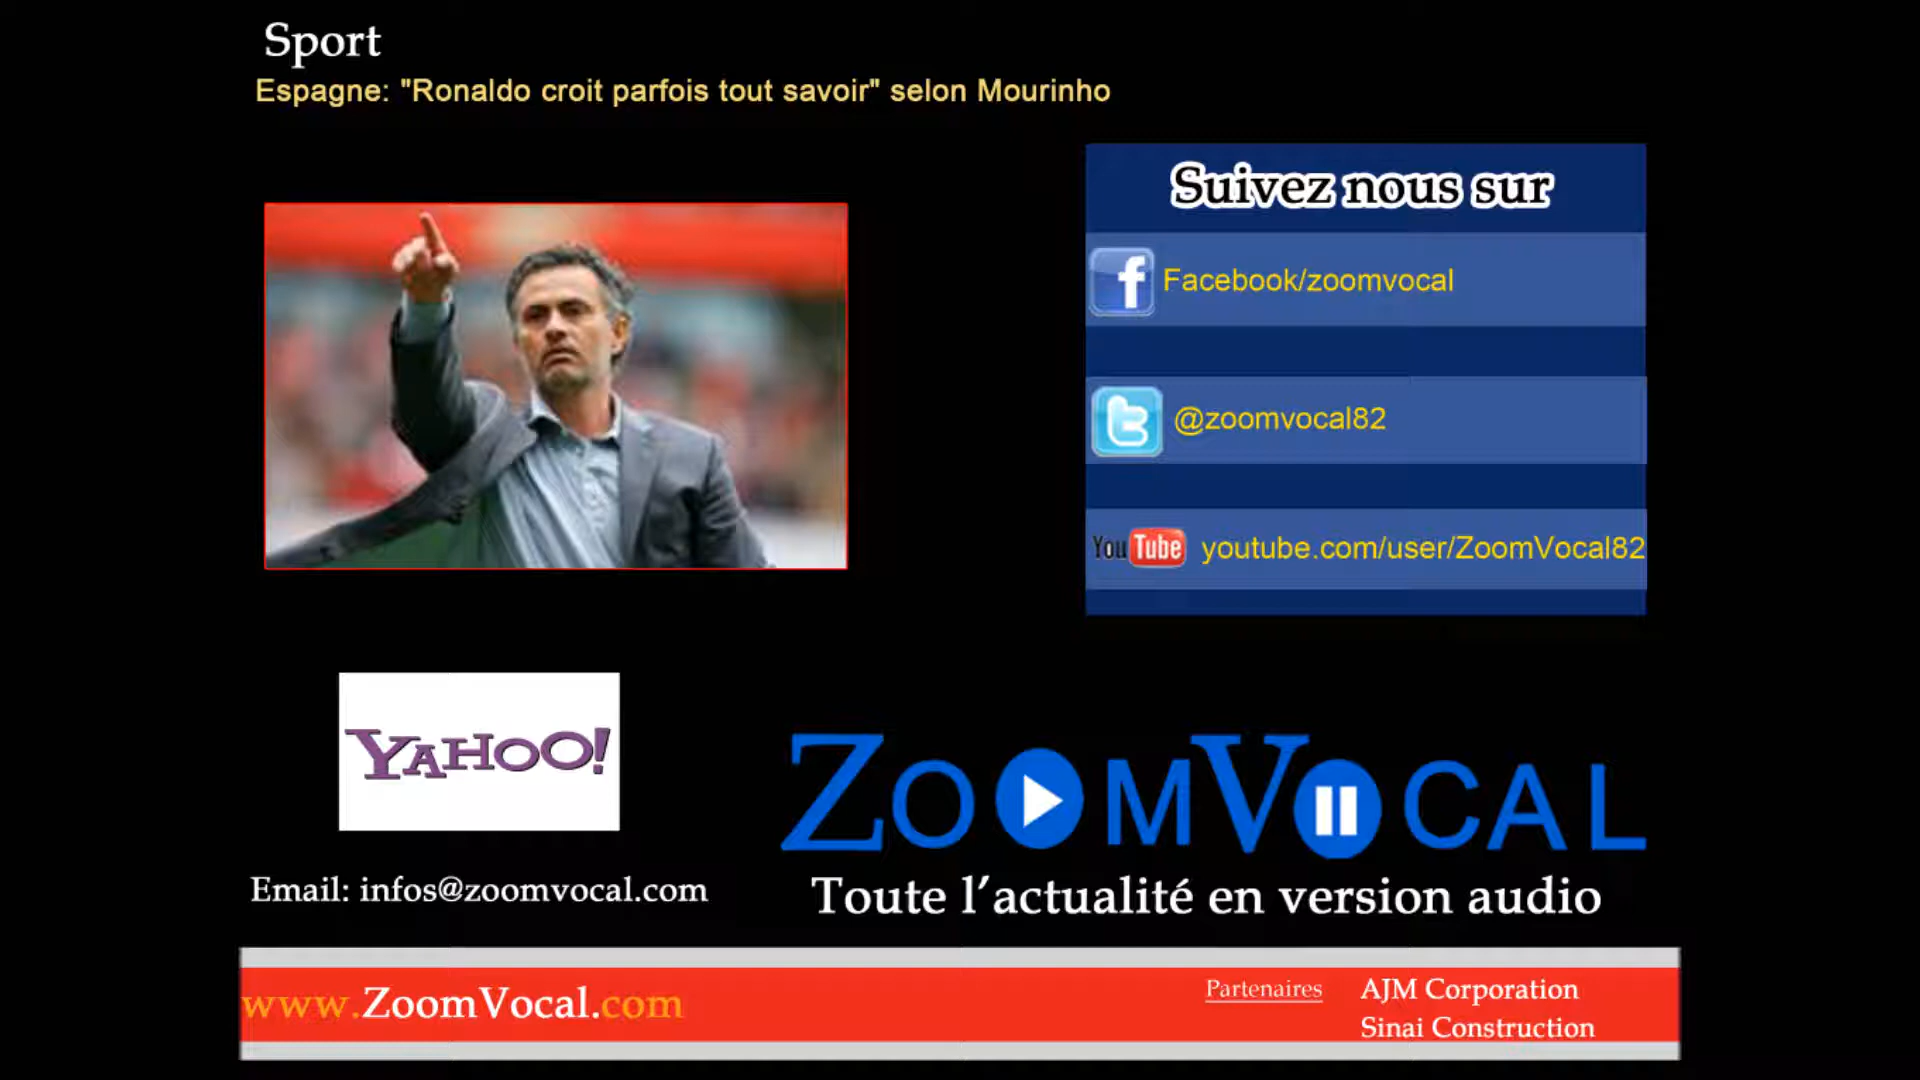 Sport
Espagne: "Ronaldo croit parfois tout savoir" selon Mourinho
Suivez nous sur
Facebook/zoomvocal
@zoomvocal82
YouTube youtube.com/user/ZoomVocal82
YAHOO!
ZOOMVOCAL
Email: infos@zoomvocal.com
Toute l'actualité en version audio
www.ZoomVocal.com
Partenaires AJM Corporation
Sinai Construction